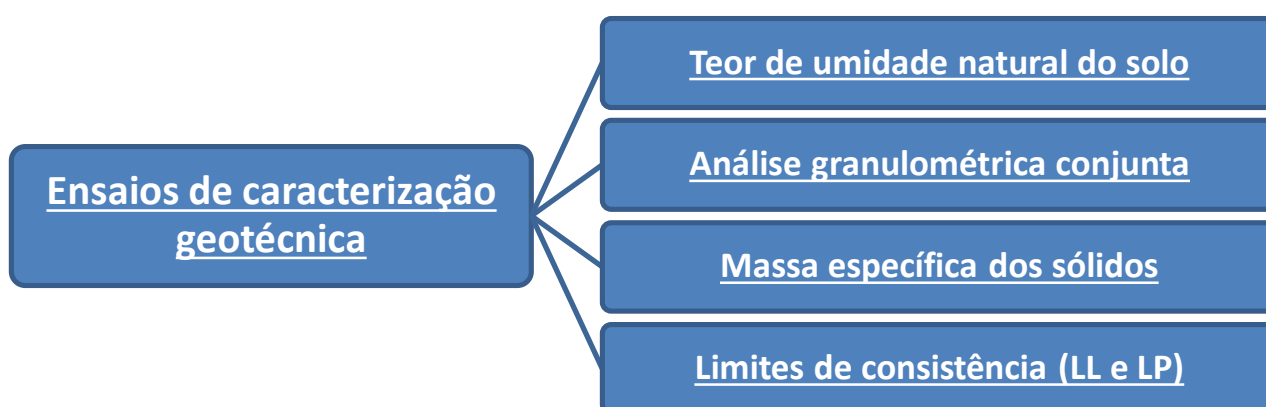 Ensaios de caracterização
geotécnica
Teor de umidade natural do solo
Análise granulométrica conjunta
Massa específica dos sólidos
Limites de consistência (LL e LP)